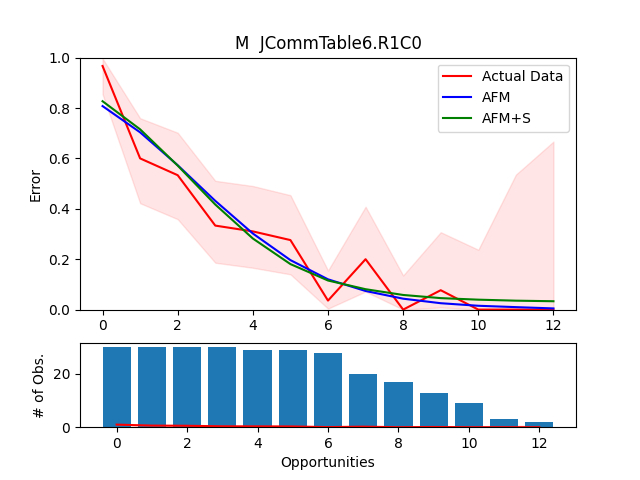 M  JCommTable6.R1C0
1.0
0.8
0.6
0.4
0.2
0.0
Error
Actual Data
AFM
AFM+S
0 2 4 6 8 10 12
20
0
# of Obs.
0 2 4 6 8 10 12
Opportunities